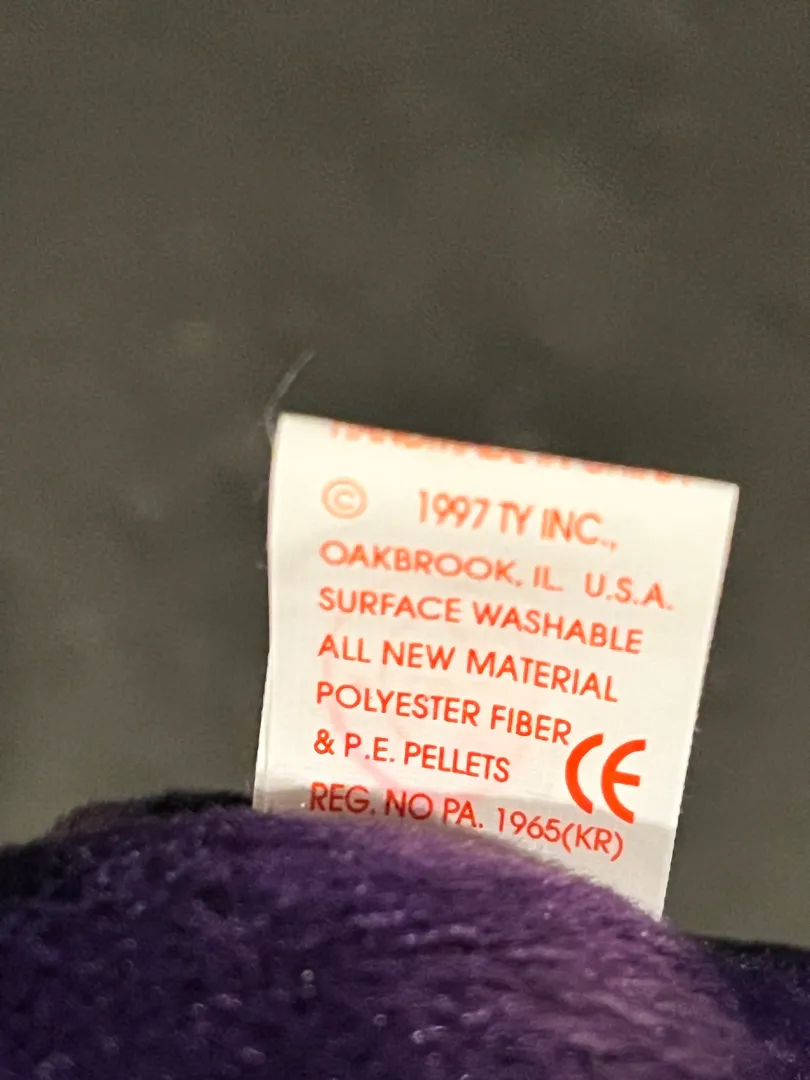 © 1997 TY INC.,
OAKBROOK, IL. U.S.A.
SURFACE WASHABLE
ALL NEW MATERIAL
POLYESTER FIBER
& P.E. PELLETS CE
REG. NO PA. 1965(KR)